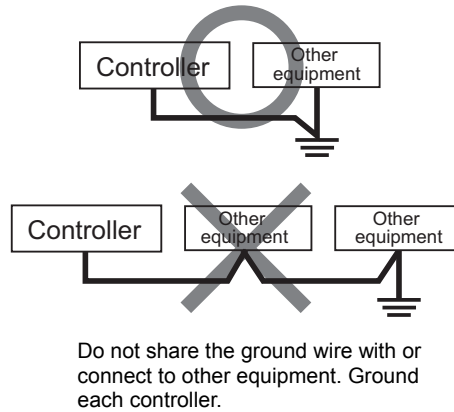 Controller
Other
equipment
Controller
Other
equipment
Other
equipment
Do not share the ground wire with or
connect to other equipment. Ground
each controller.